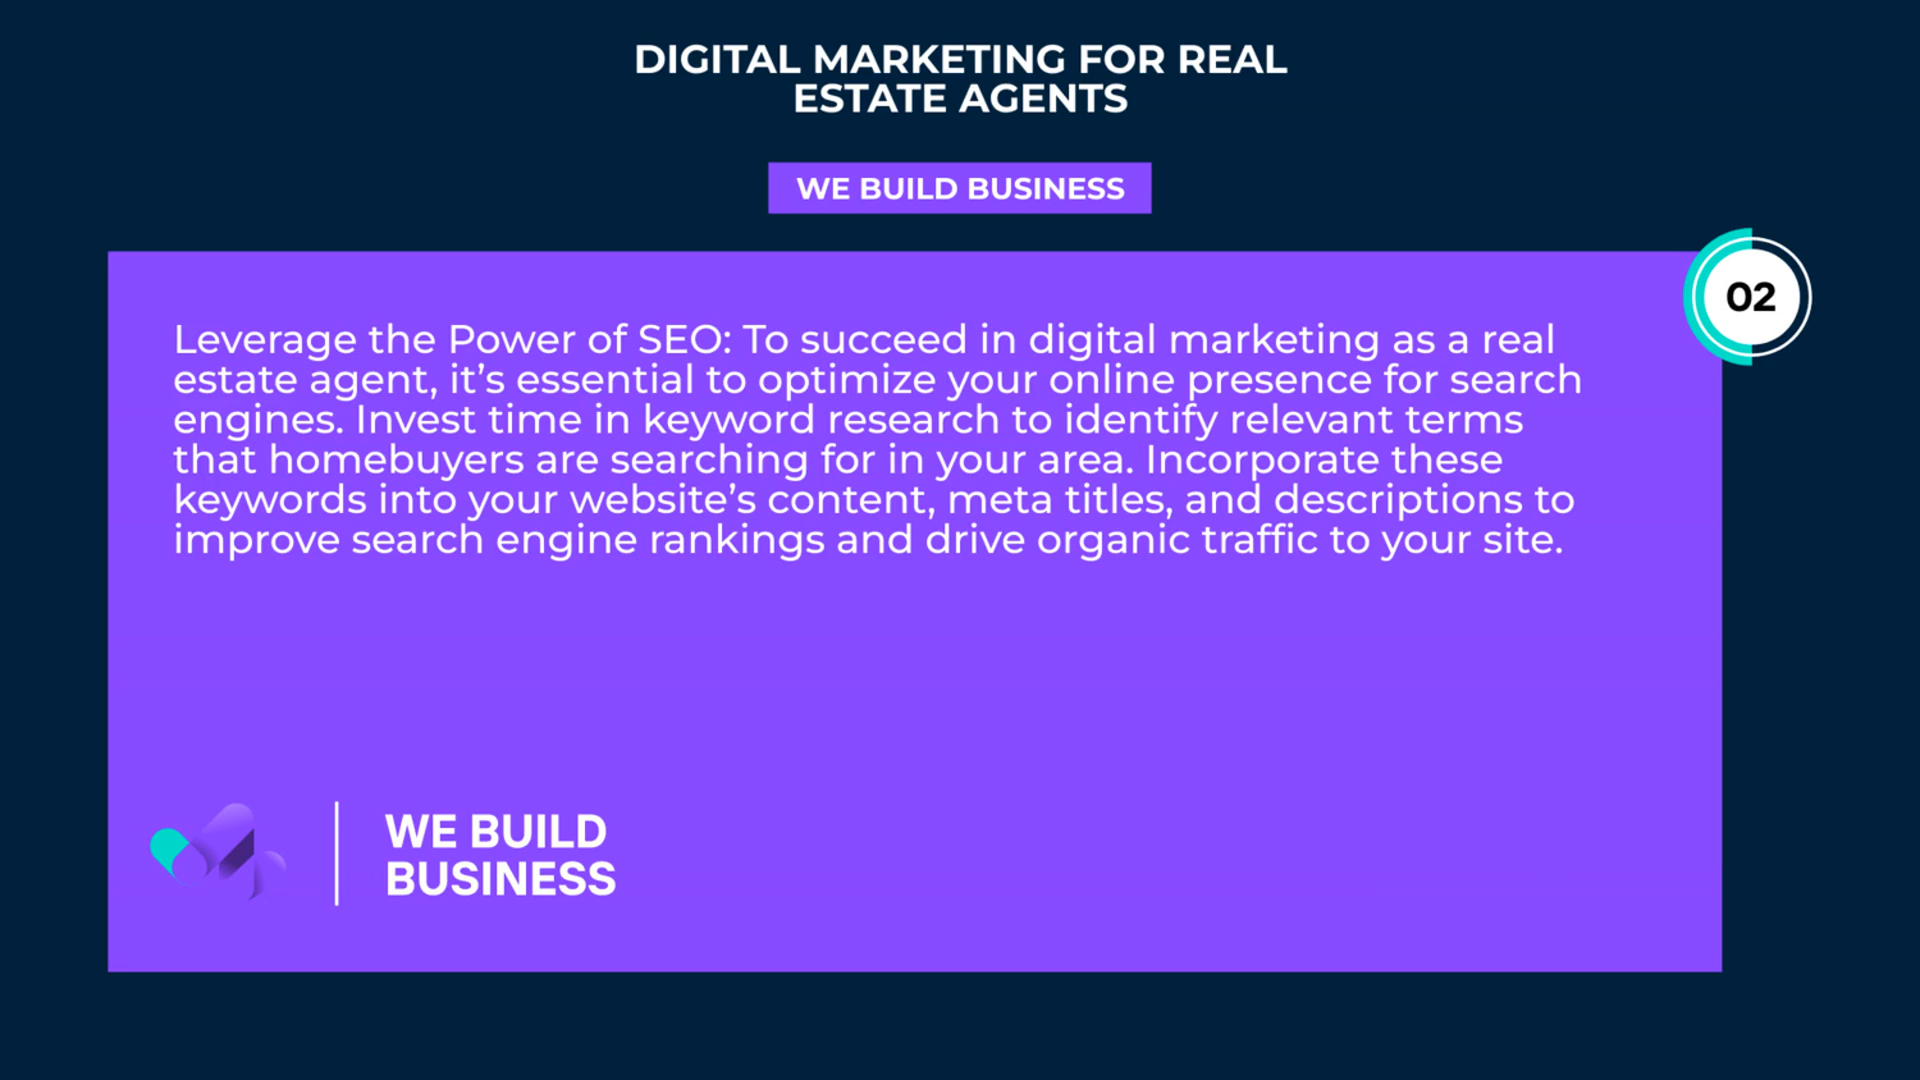 DIGITAL MARKETING FOR REAL
ESTATE AGENTS
WE BUILD BUSINESS
02
Leverage the Power of SEO: To succeed in digital marketing as a real
estate agent, it’s essential to optimize your online presence for search
engines. Invest time in keyword research to identify relevant terms
that homebuyers are searching for in your area. Incorporate these
keywords into your website’s content, meta titles, and descriptions to
improve search engine rankings and drive organic traffic to your site.
WE BUILD
BUSINESS